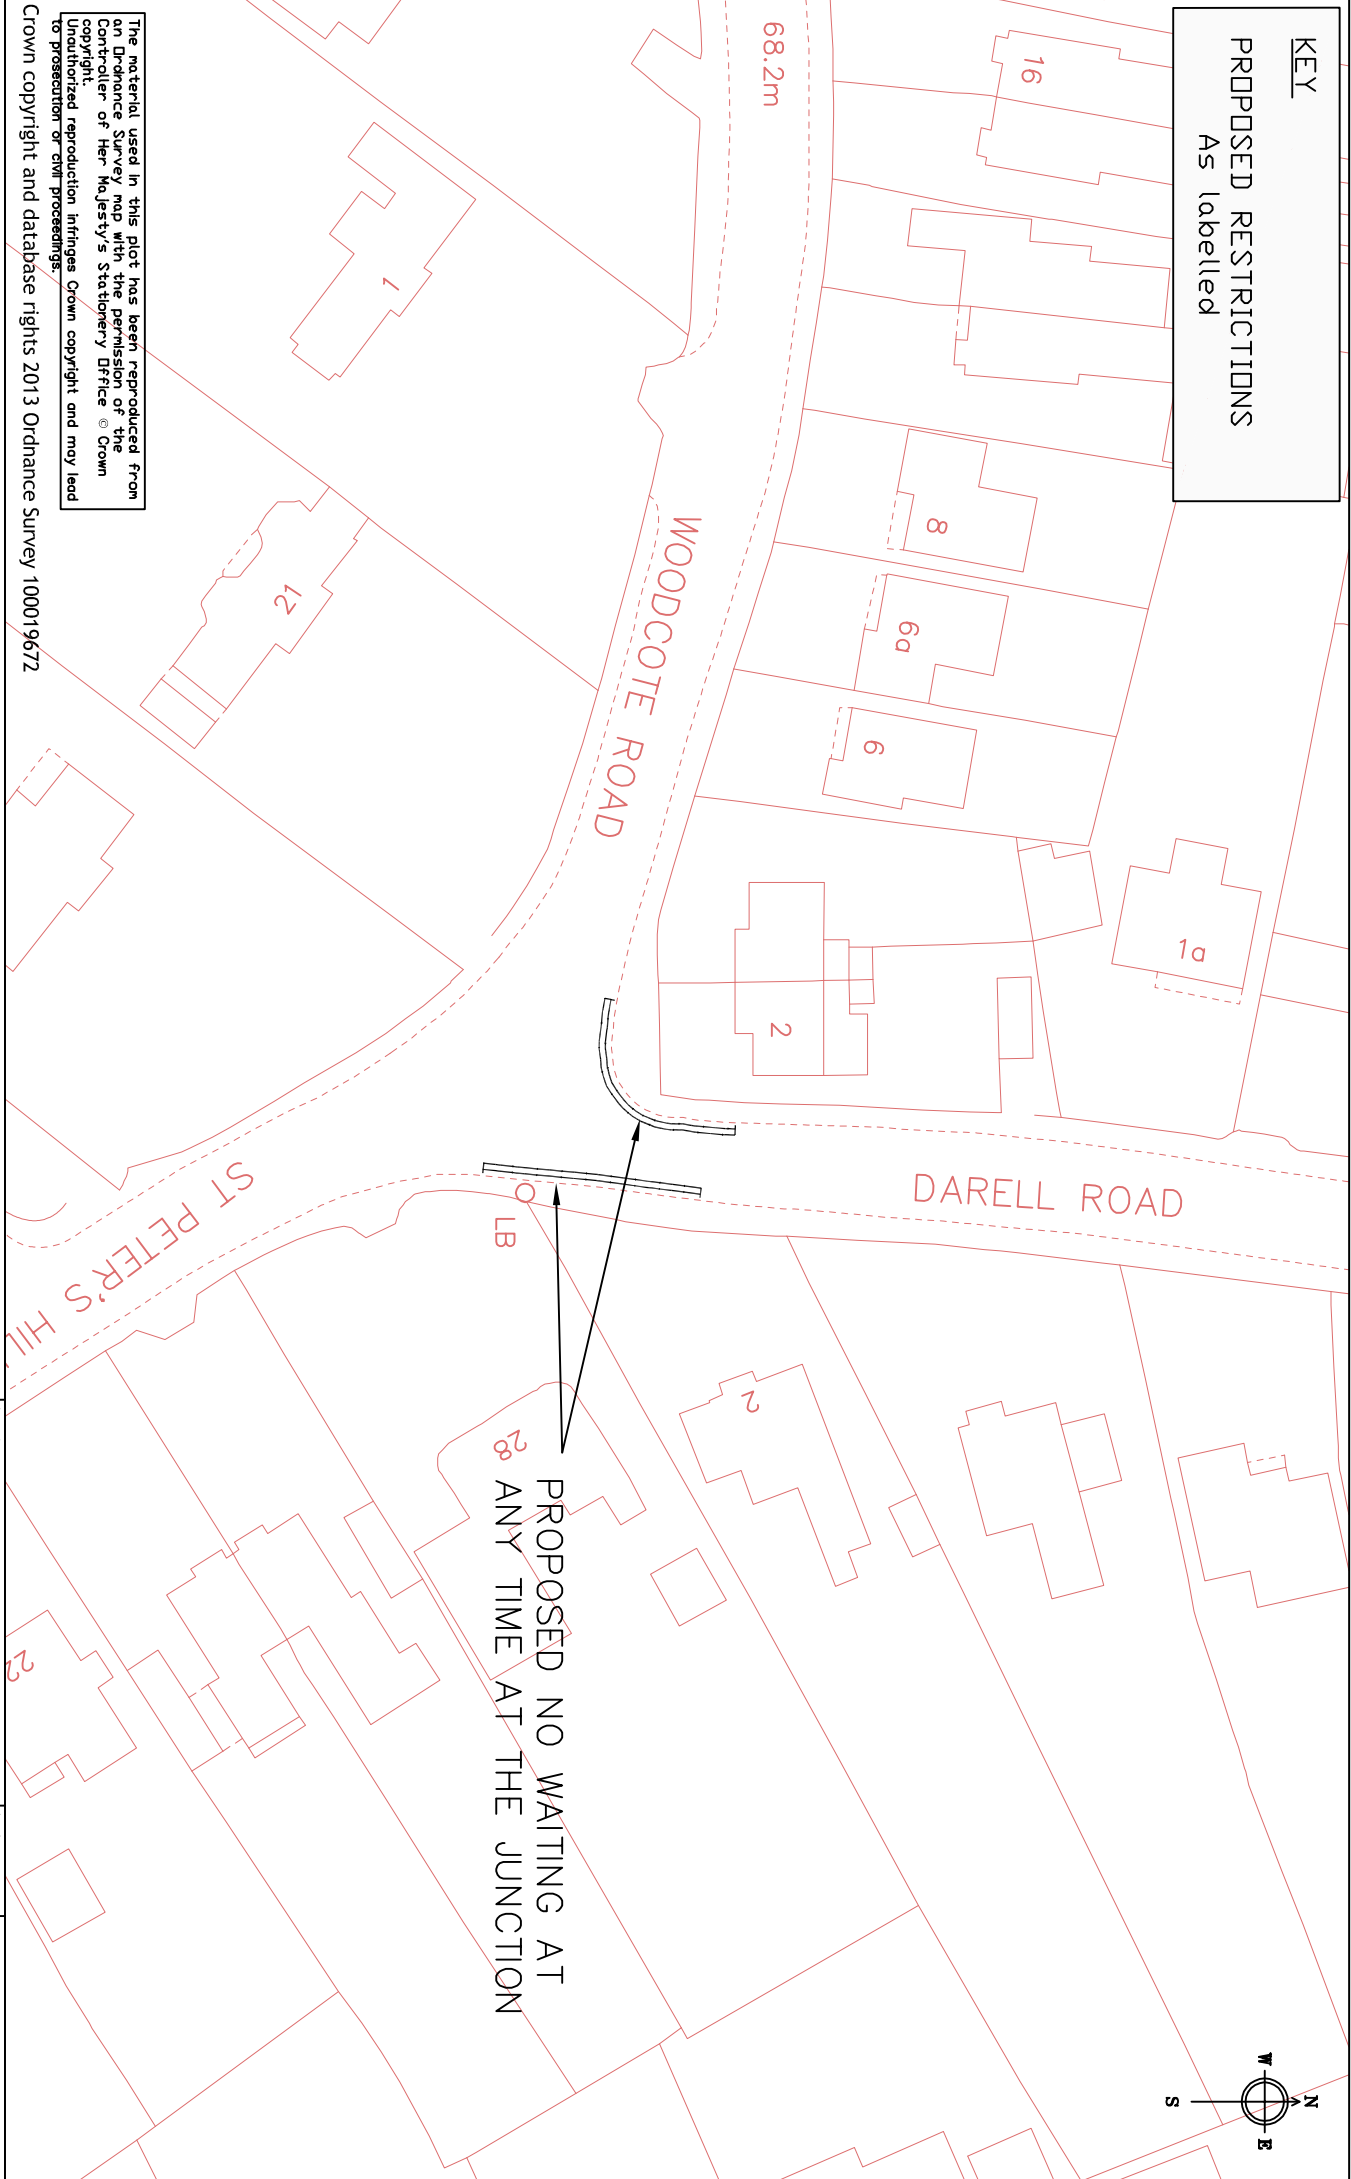 KEY
PROPOSED RESTRICTIONS
As labelled
16
68.2m
1
8
6a
6
21
WOODCOTE ROAD
1a
2
DARELL ROAD
LB
ST PETER'S HILL
2
28
22
PROPOSED NO WAITING AT
ANY TIME AT THE JUNCTION
N
W
E
S
The material used in this plot has been reproduced from
an Ordnance Survey map with the permission of the
Controller of Her Majesty's Stationery Office © Crown
copyright.
Unauthorized reproduction infringes Crown copyright and may lead
to prosecution or civil proceedings.
Crown copyright and database rights 2013 Ordnance Survey 100019672